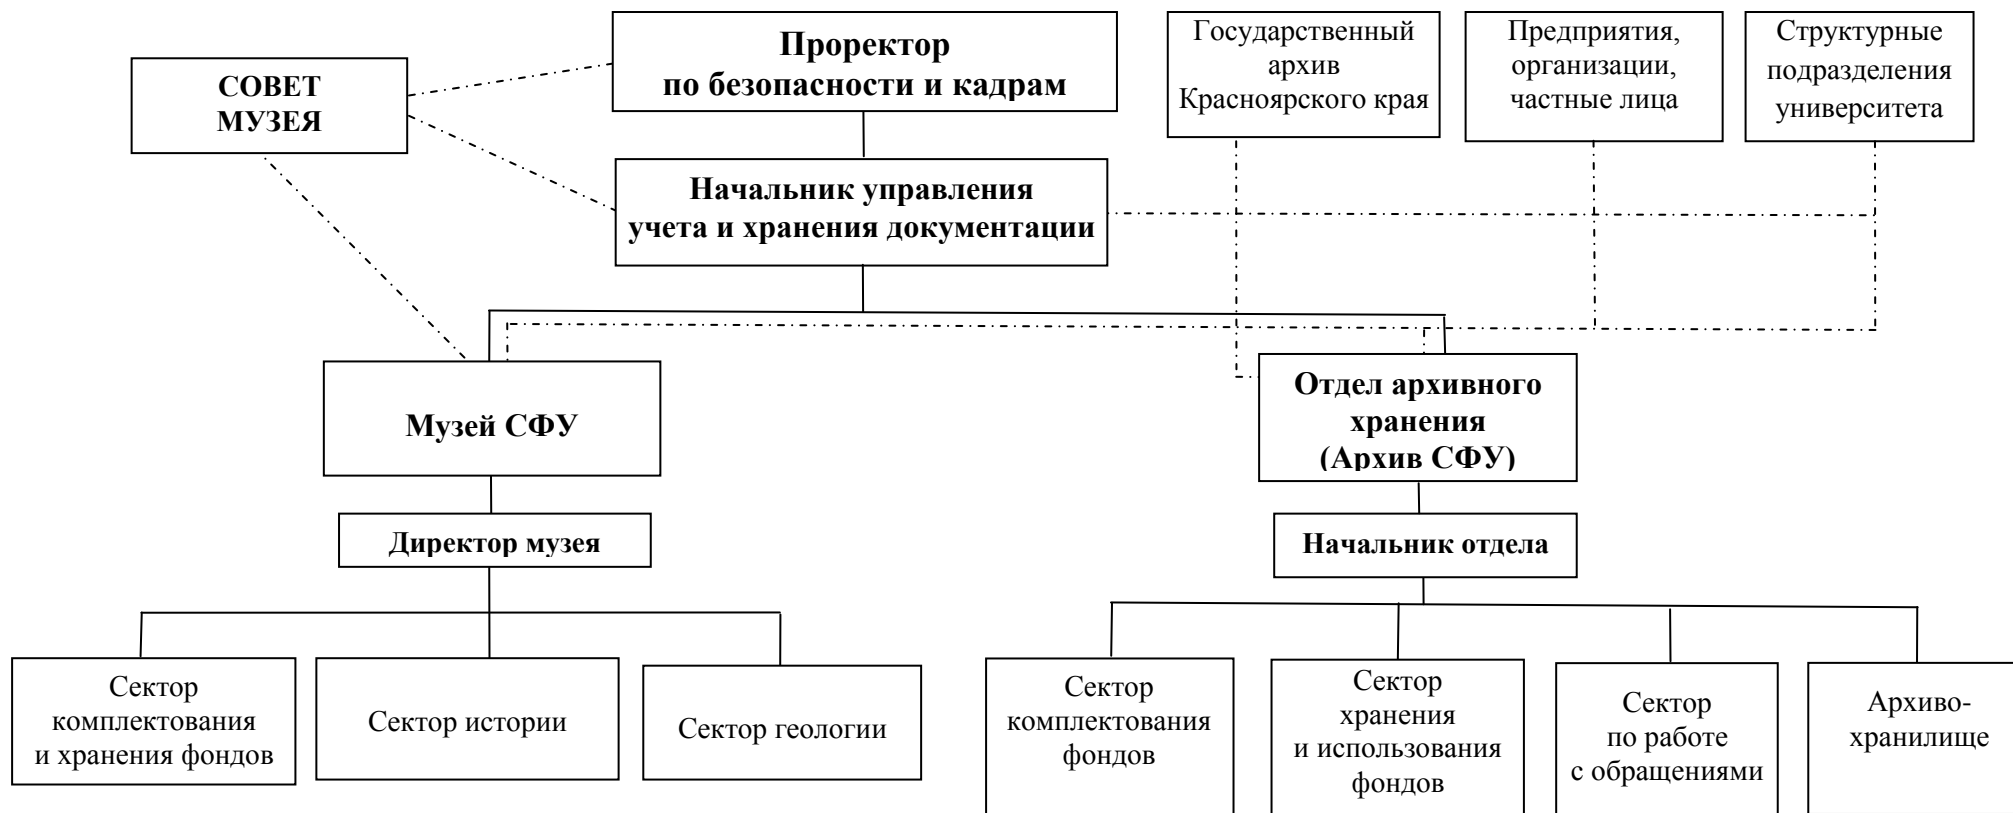 СОВЕТ
МУЗЕЯ
Проректор
по безопасности и кадрам
Государственный
архив
Красноярского края
Предприятия,
организации,
частные лица
Структурные
подразделения
университета
Начальник управления
учета и хранения документации
Музей СФУ
Отдел архивного
хранения
(Архив СФУ)
Директор музея
Начальник отдела
Сектор
комплектования
и хранения фондов
Сектор истории
Сектор геологии
Сектор
комплектования
фондов
Сектор
хранения
и использования
фондов
Сектор
по работе
с обращениями
Архиво-
хранилище